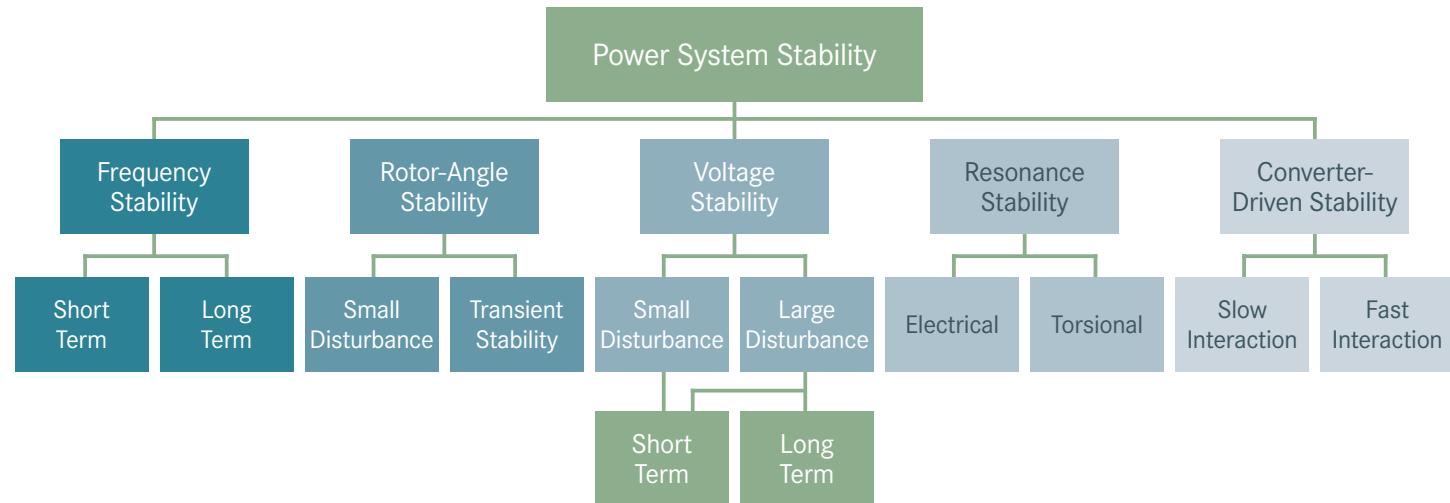 Power System Stability
Frequency
Stability
Rotor-Angle
Stability
Voltage
Stability
Resonance
Stability
Converter-
Driven Stability
Short
Term
Long
Term
Small
Disturbance
Transient
Stability
Small
Disturbance
Large
Disturbance
Electrical
Torsional
Slow
Interaction
Fast
Interaction
Short
Term
Long
Term